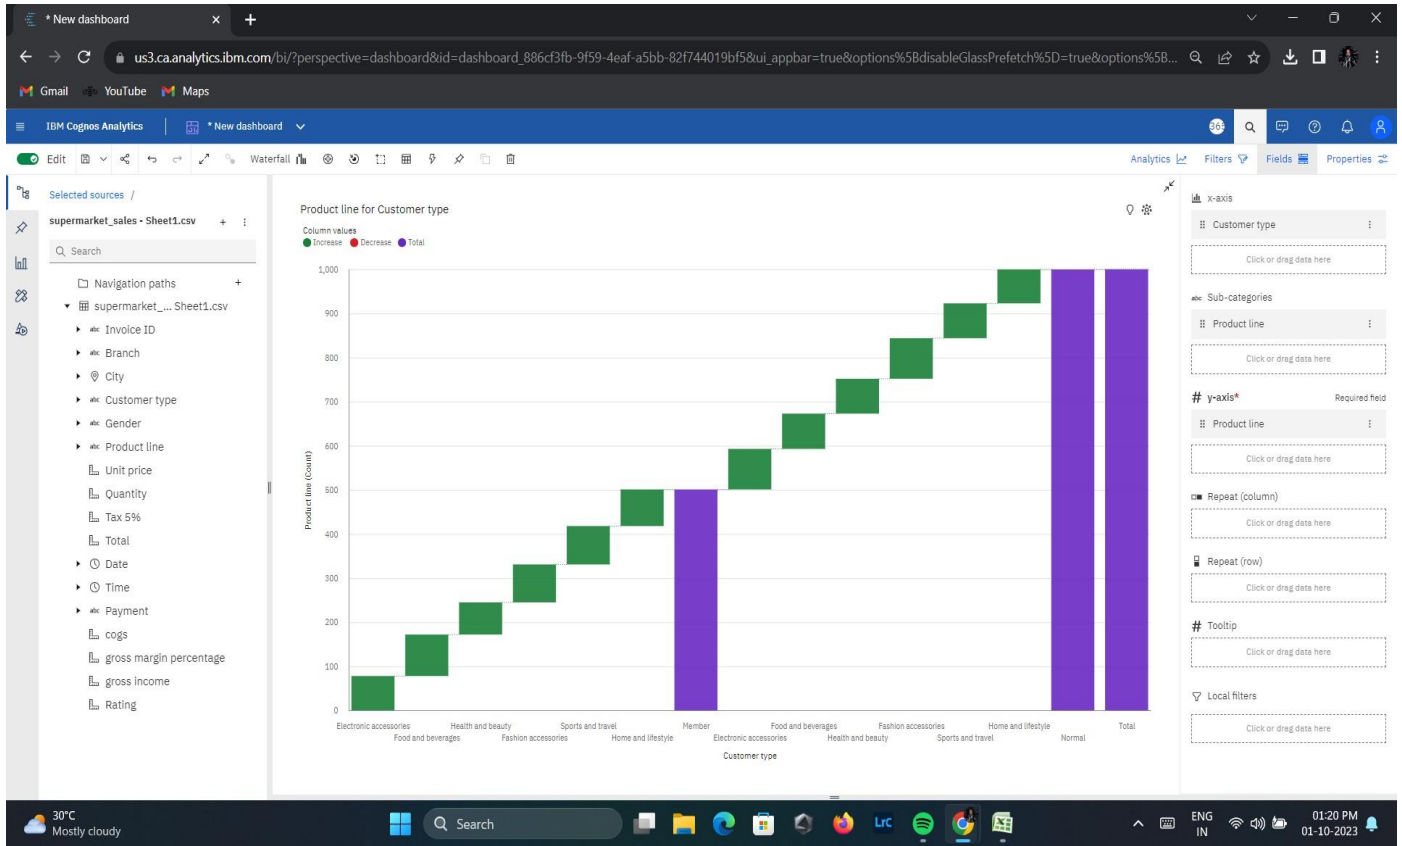 * New dashboard
us3.ca.analytics.ibm.com/bi/?perspective=dashboard&id=dashboard_886cf3fb-9f59-4eaf-a5bb-82f744019bf5&ui_appbar=true&options%5BdisableGlassPrefetch%5D=true&options%5B...
Gmail YouTube Maps
IBM Cognos Analytics * New dashboard
Edit Waterfall Analytics Filters Fields Properties
Selected sources /
supermarket_sales - Sheet1.csv
Search
Navigation paths
supermarket_... Sheet1.csv
Invoice ID
Branch
City
Customer type
Gender
Product line
Unit price
Quantity
Tax 5%
Total
Date
Time
Payment
cogs
gross margin percentage
gross income
Rating
Product line for Customer type
Column values
Increase Decrease Total
1,000
900
800
700
600
500
400
300
200
100
0
Product line (Count)
Electronic accessories Health and beauty Sports and travel Member Food and beverages Fashion accessories Home and lifestyle Total
Food and beverages Fashion accessories Home and lifestyle Electronic accessories Health and beauty Sports and travel Normal
Customer type
x-axis
Customer type
Click or drag data here
abc Sub-categories
Product line
Click or drag data here
# y-axis* Required field
Product line
Click or drag data here
Repeat (column)
Click or drag data here
Repeat (row)
Click or drag data here
# Tooltip
Click or drag data here
Local filters
Click or drag data here
30°C
Mostly cloudy
Search
LrC
ENG
IN
01:20 PM
01-10-2023